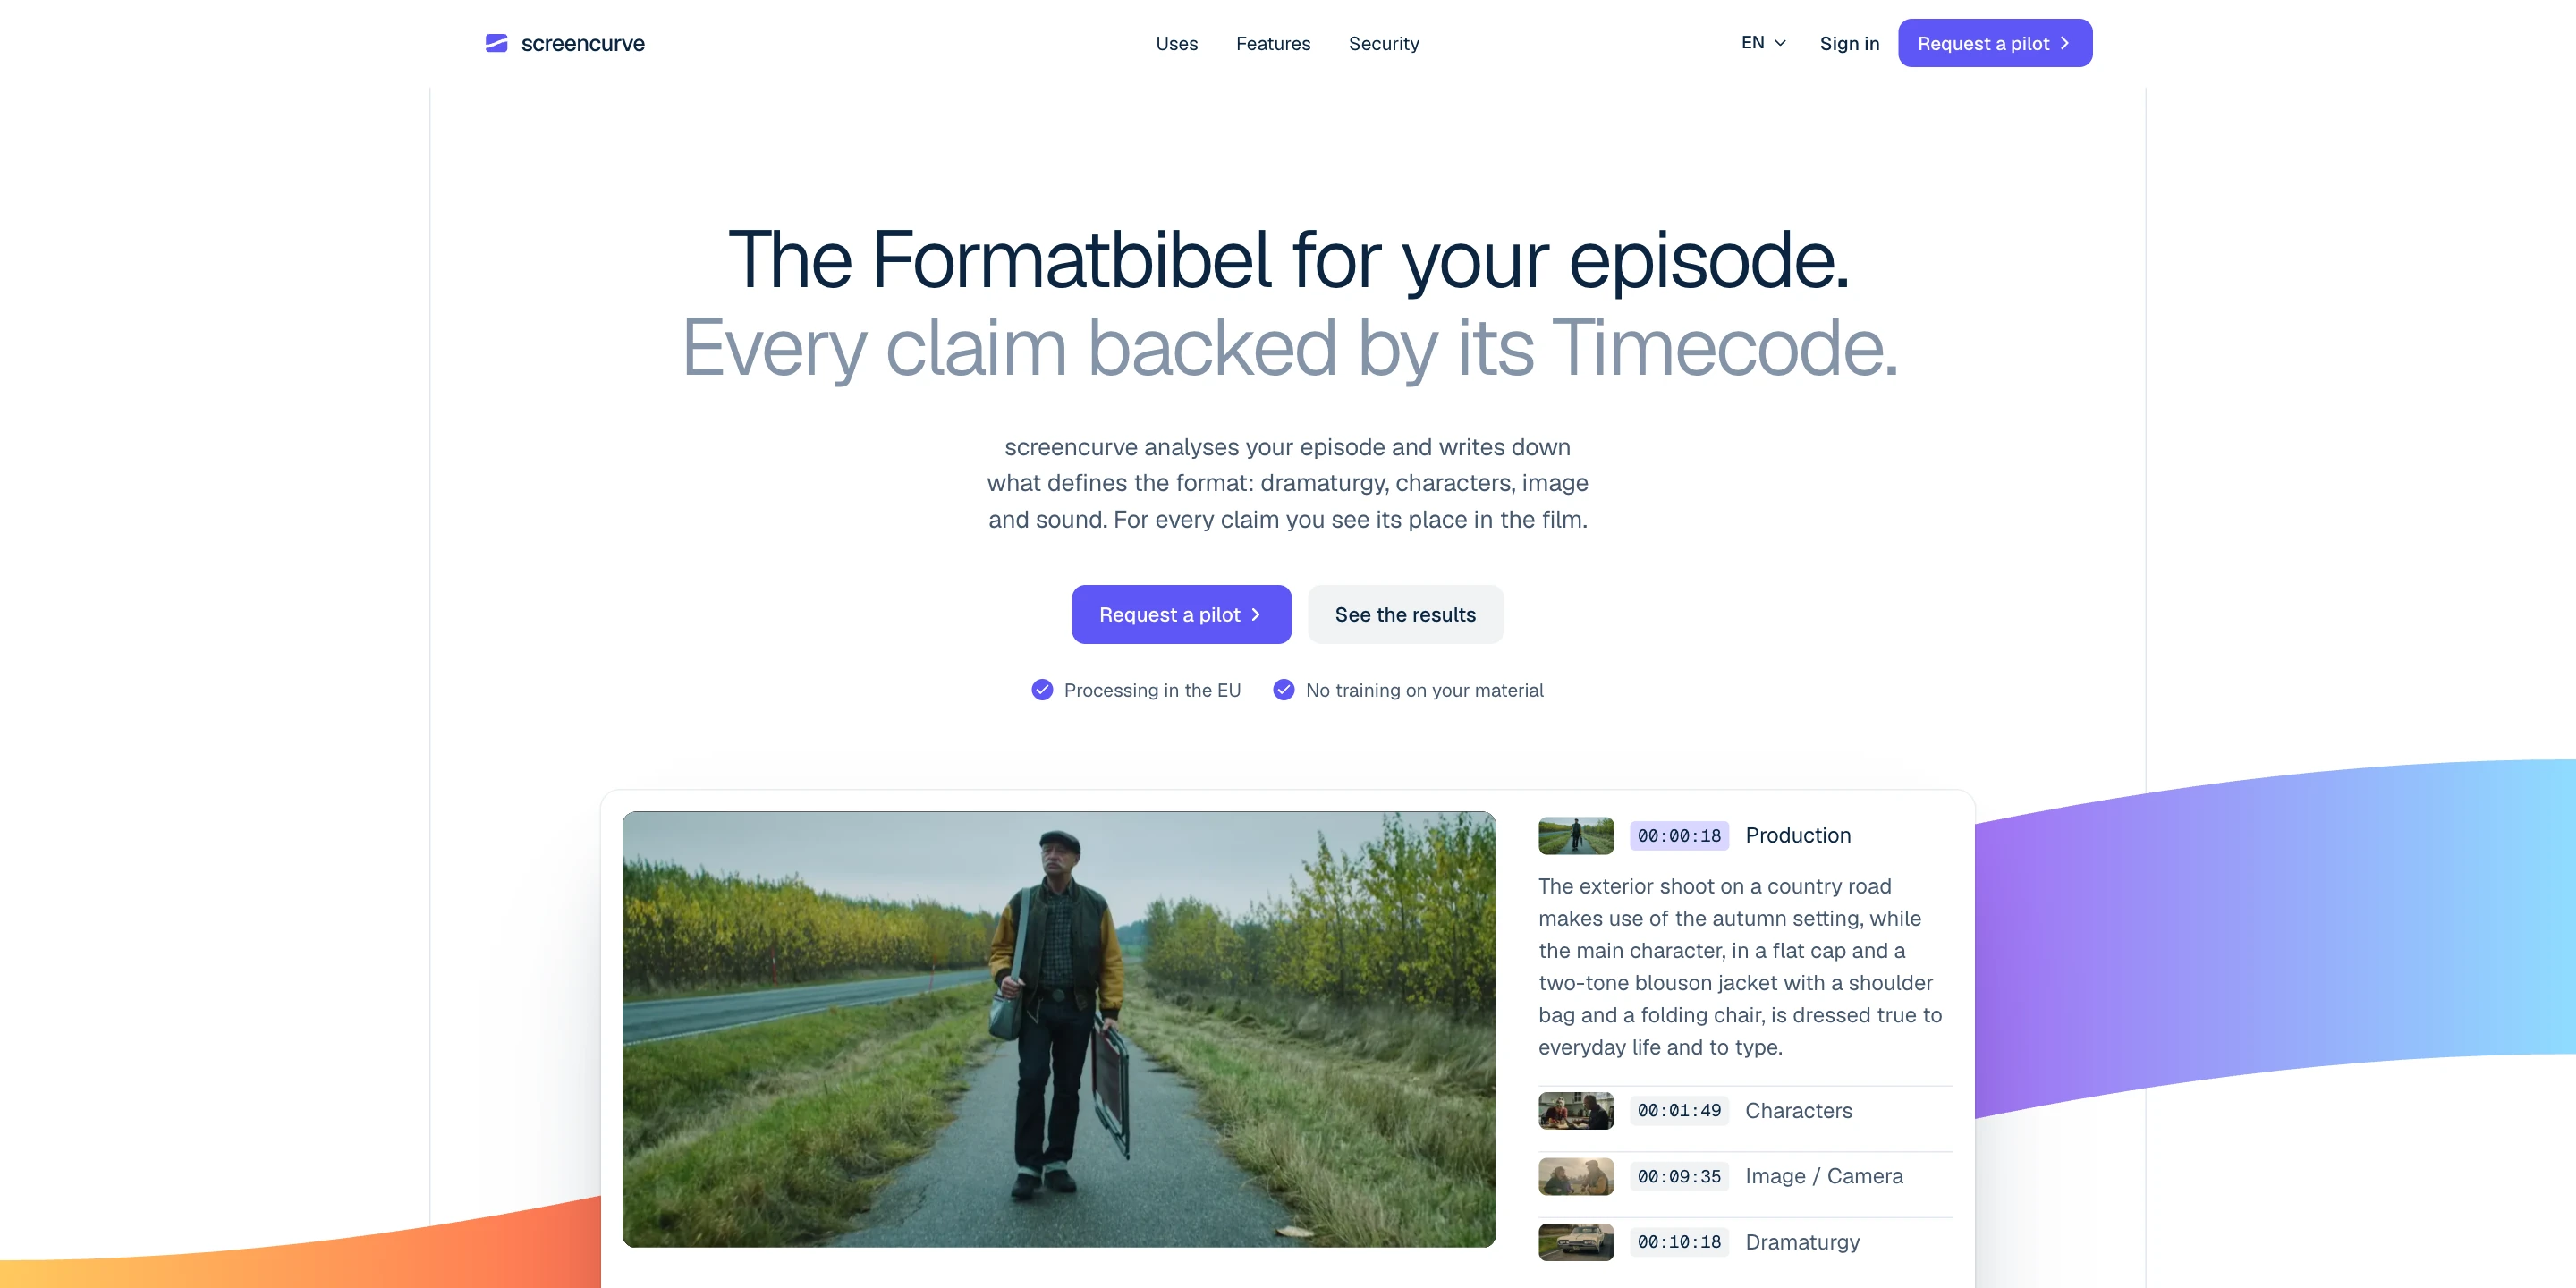 screencurve
Uses
Features
Security
EN
Sign in
Request a pilot
The Formatbibel for your episode.
Every claim backed by its Timecode.
screencurve analyses your episode and writes down
what defines the format: dramaturgy, characters, image
and sound. For every claim you see its place in the film.
Request a pilot
See the results
Processing in the EU
No training on your material
00:00:18 Production
The exterior shoot on a country road
makes use of the autumn setting, while
the main character, in a flat cap and a
two-tone blouson jacket with a shoulder
bag and a folding chair, is dressed true to
everyday life and to type.
00:01:49 Characters
00:09:35 Image / Camera
00:10:18 Dramaturgy